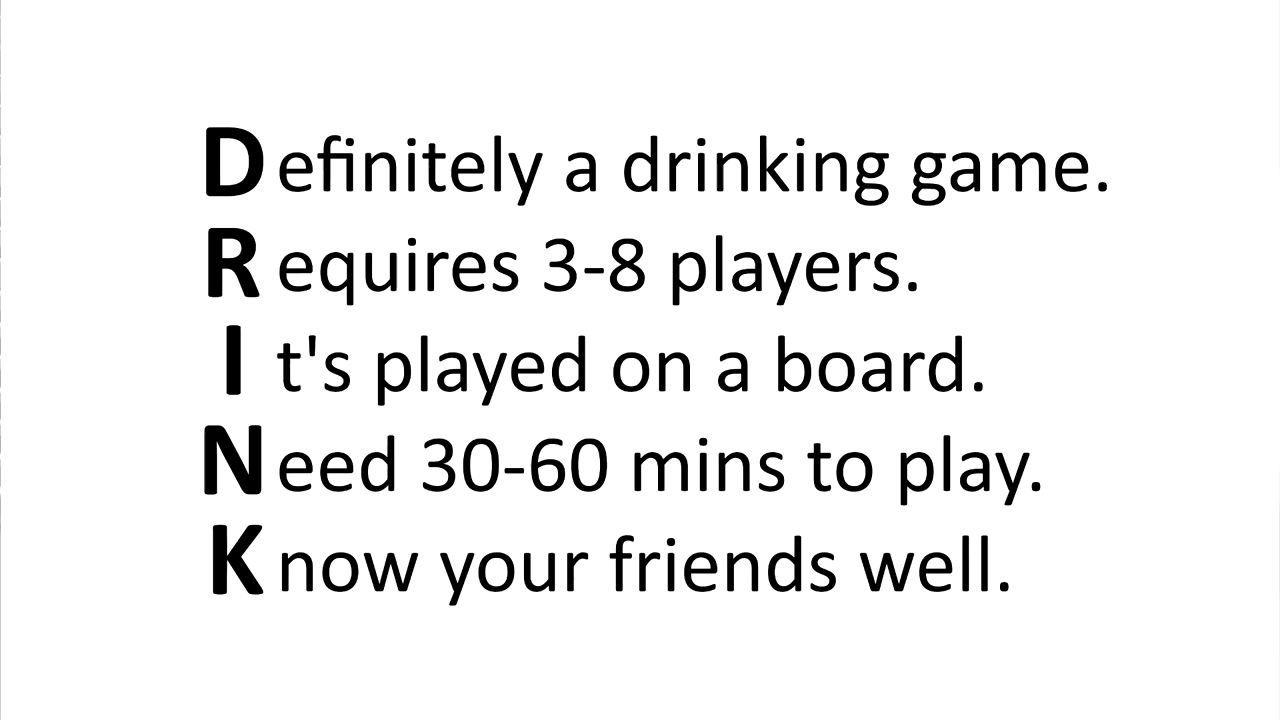 Definitely a drinking game.
Requires 3-8 players.
It's played on a board.
Need 30-60 mins to play.
Know your friends well.